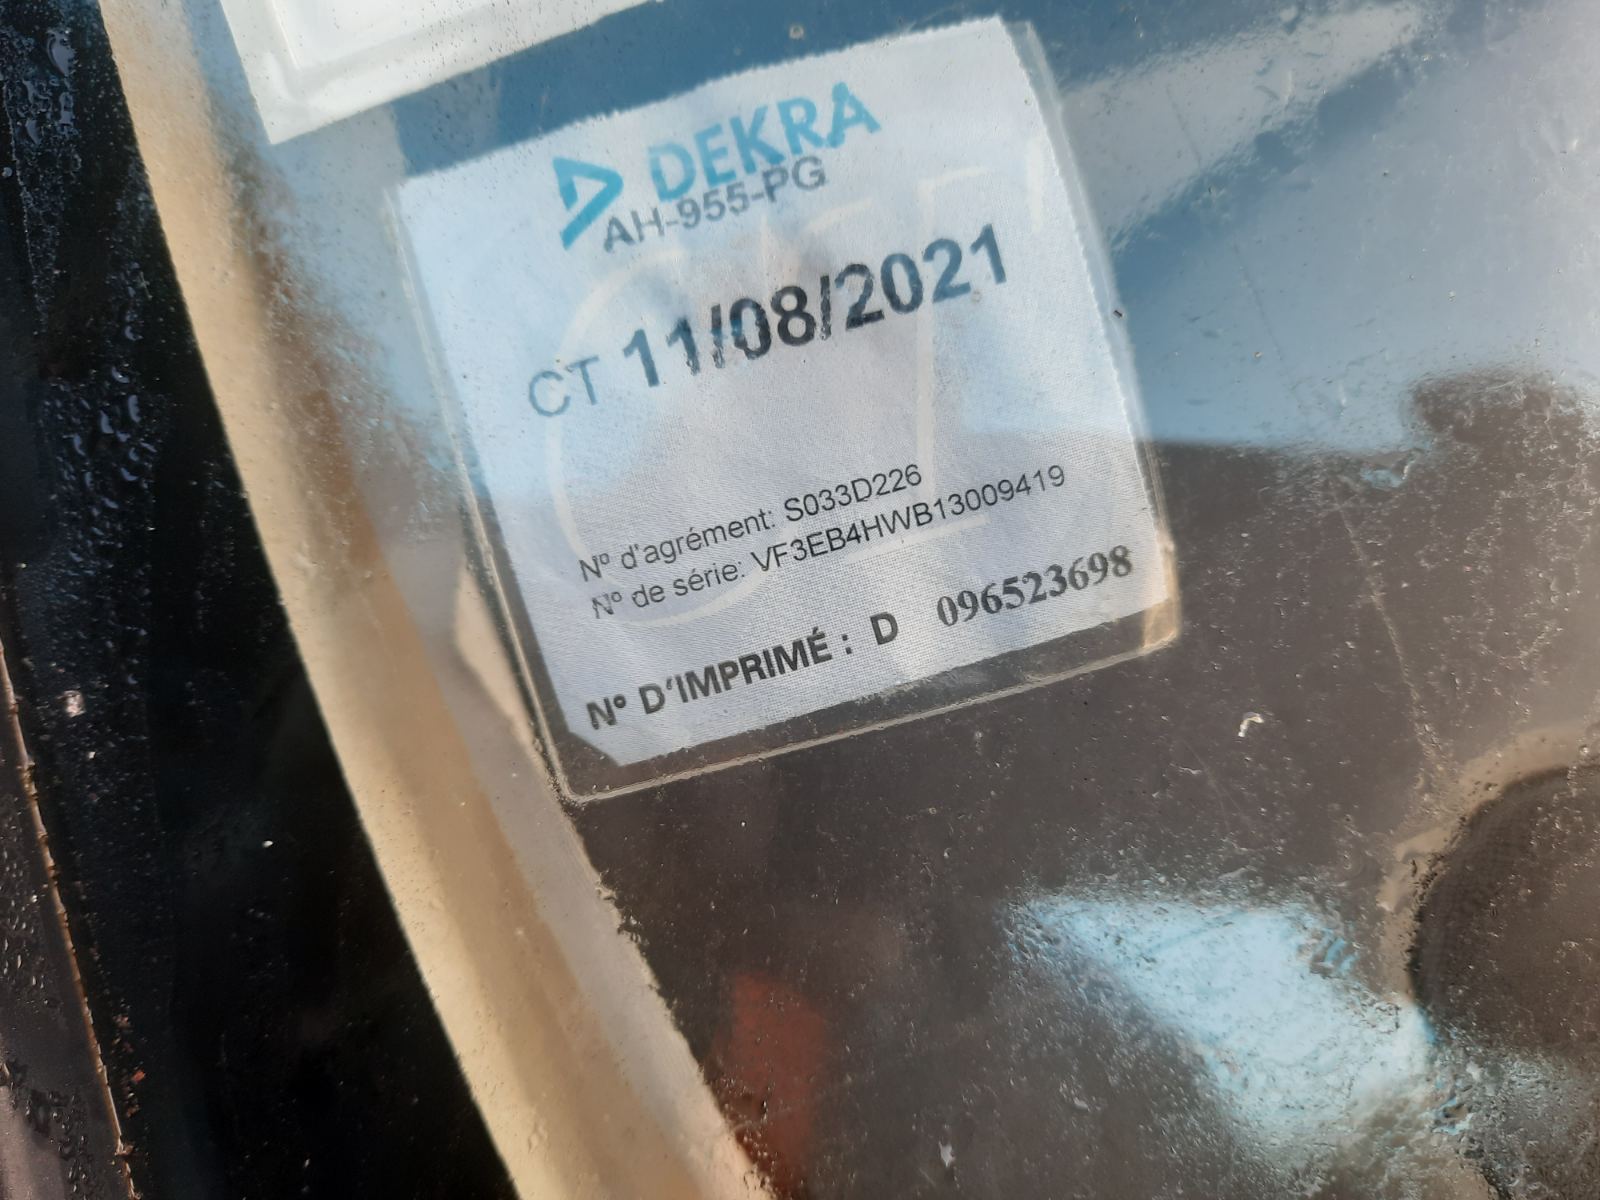 DEKRA
AH-955-PG
CT 11/08/2021
N° d'agrément: S033D226
N° de série: VF3EB4HWB13009419
N° D'IMPRIMÉ : D 096523698